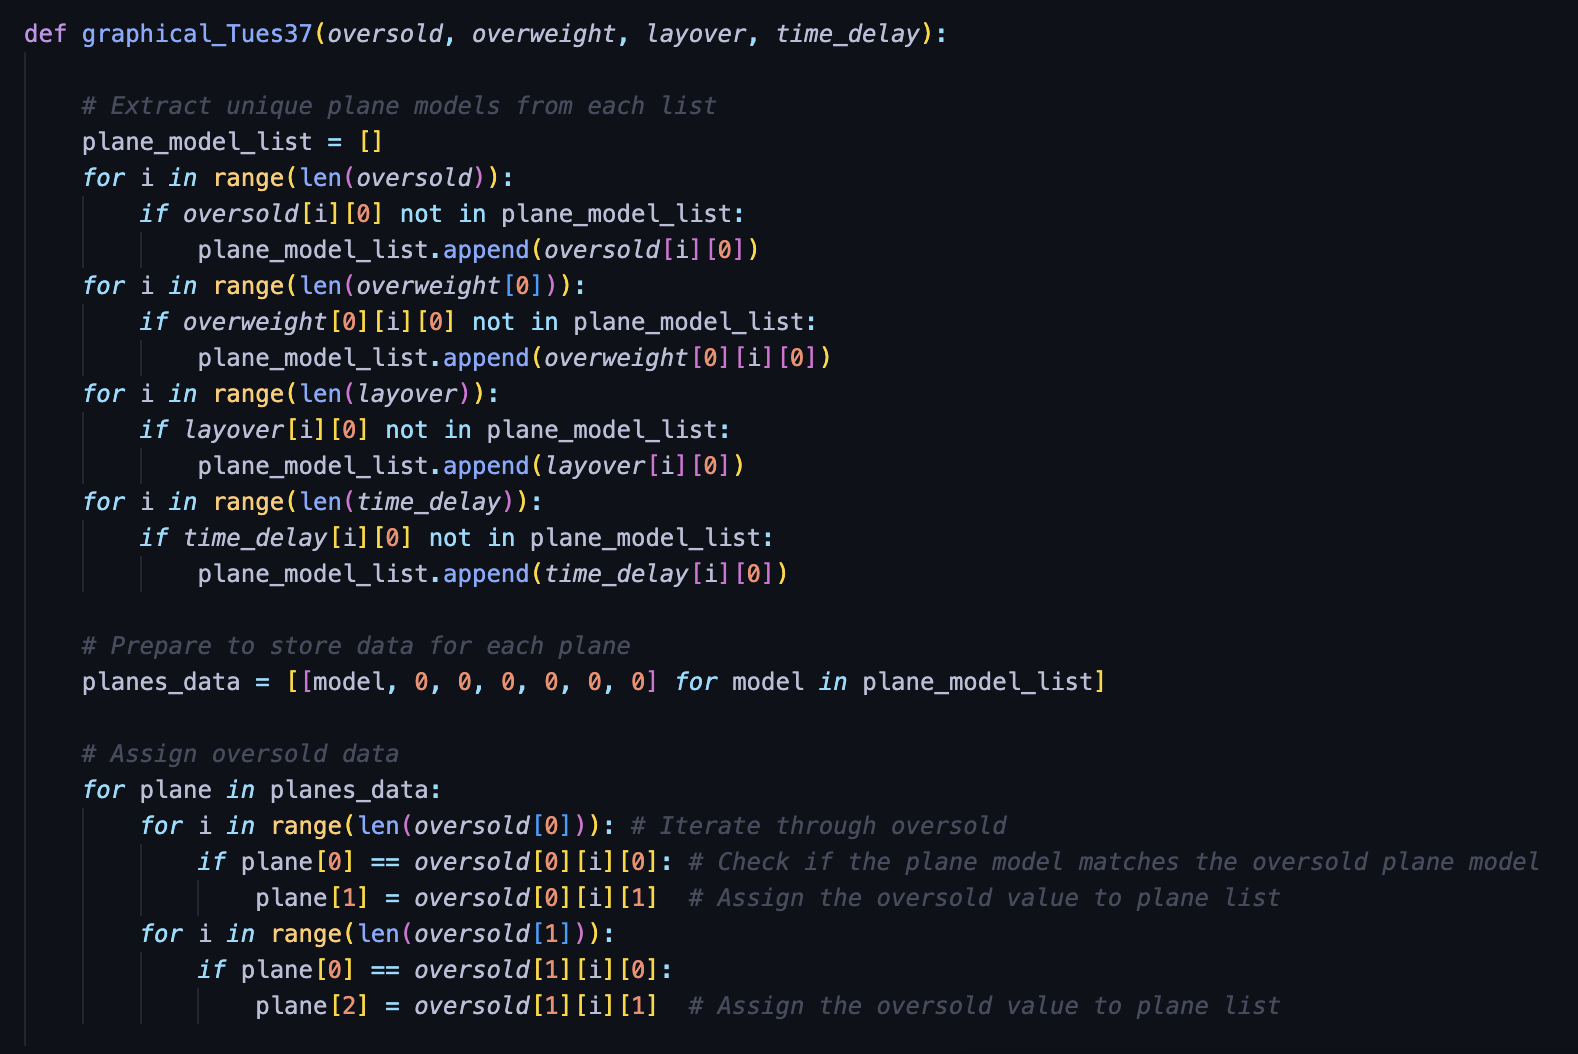 def graphical_Tues37(oversold, overweight, layover, time_delay):
# Extract unique plane models from each list
plane_model_list = []
for i in range(len(oversold)):
if oversold[i][0] not in plane_model_list:
plane_model_list.append(oversold[i][0])
for i in range(len(overweight[0])):
if overweight[0][i][0] not in plane_model_list:
plane_model_list.append(overweight[0][i][0])
for i in range(len(layover)):
if layover[i][0] not in plane_model_list:
plane_model_list.append(layover[i][0])
for i in range(len(time_delay)):
if time_delay[i][0] not in plane_model_list:
plane_model_list.append(time_delay[i][0])
# Prepare to store data for each plane
planes_data = [[model, 0, 0, 0, 0, 0, 0] for model in plane_model_list]
# Assign oversold data
for plane in planes_data:
for i in range(len(oversold[0])): # Iterate through oversold
if plane[0] == oversold[0][i][0]: # Check if the plane model matches the oversold plane model
plane[1] = oversold[0][i][1]  # Assign the oversold value to plane list
for i in range(len(oversold[1])):
if plane[0] == oversold[1][i][0]:
plane[2] = oversold[1][i][1]  # Assign the oversold value to plane list